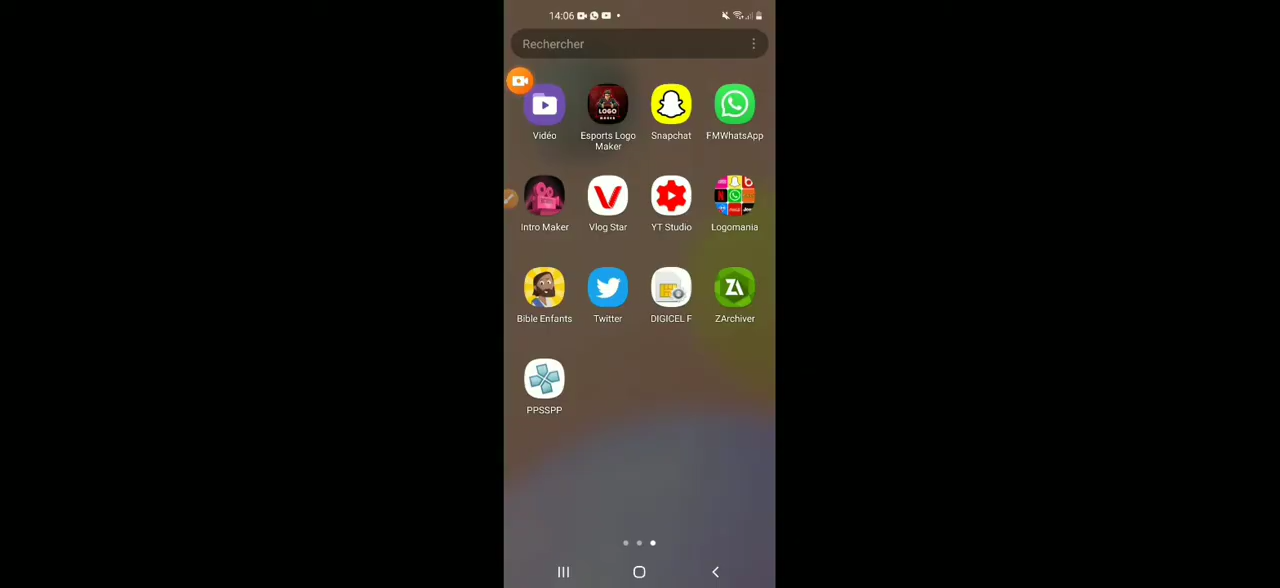 14:06
Rechercher
Vidéo
Esports Logo
Maker
Snapchat
FMWhatsApp
Intro Maker
Vlog Star
YT Studio
Logomania
Bible Enfants
Twitter
DIGICEL F
ZArchiver
PPSSPP